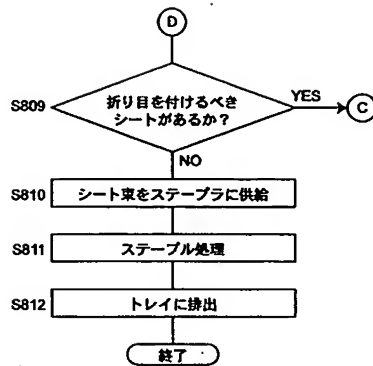 D
S809
折り目を付けるべき
シートがあるか？
YES
C
NO
S810
シート束をステープラに供給
S811
ステープル処理
S812
トレイに排出
終了